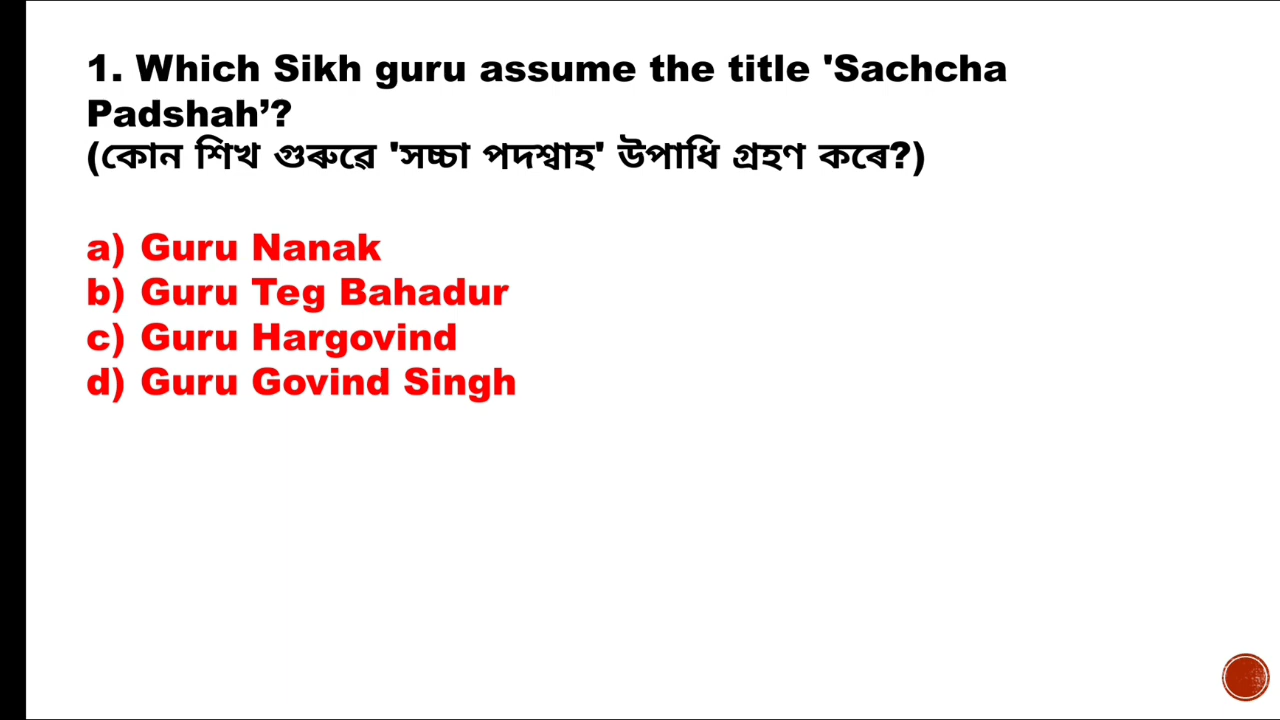 1. Which Sikh guru assume the title 'Sachcha
Padshah’?
(কোন শিখ গুৰুৱে 'সচ্চা পদশ্বাহ' উপাধি গ্ৰহণ কৰে?)
a) Guru Nanak
b) Guru Teg Bahadur
c) Guru Hargovind
d) Guru Govind Singh